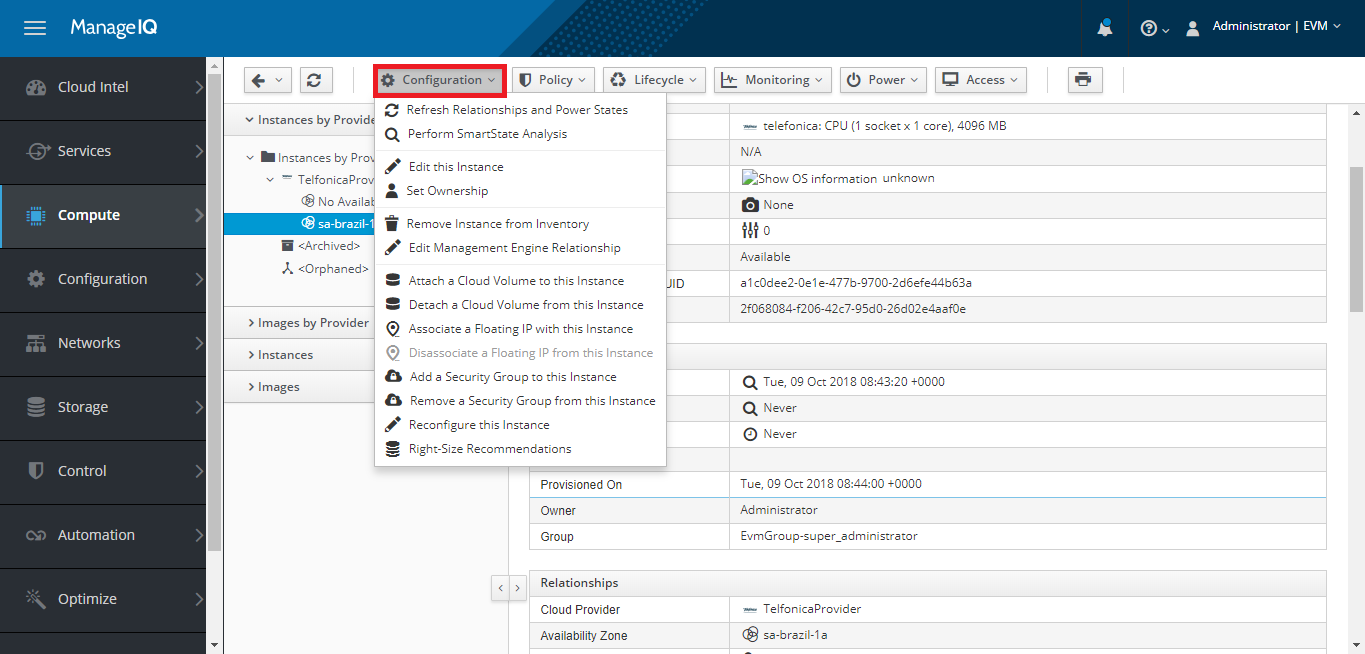 ManageIQ
Administrator | EVM
Cloud Intel
Services
Compute
Configuration
Networks
Storage
Control
Automation
Optimize
Configuration
Policy
Lifecycle
Monitoring
Power
Access
Instances by Provide
Instances by Prov
TelfonicaProv
No Availab
sa-brazil-1
<Archived>
<Orphaned>
Images by Provider
Instances
Images
Refresh Relationships and Power States
Perform SmartState Analysis
Edit this Instance
Set Ownership
Remove Instance from Inventory
Edit Management Engine Relationship
Attach a Cloud Volume to this Instance
Detach a Cloud Volume from this Instance
Associate a Floating IP with this Instance
Disassociate a Floating IP from this Instance
Add a Security Group to this Instance
Remove a Security Group from this Instance
Reconfigure this Instance
Right-Size Recommendations
telefonica: CPU (1 socket x 1 core), 4096 MB
N/A
Show OS information unknown
None
0
Available
UID a1c0dee2-0e1e-477b-9700-2d6efe44b63a
2f068084-f206-42c7-95d0-26d02e4aaf0e
Tue, 09 Oct 2018 08:43:20 +0000
Never
Never
Provisioned On Tue, 09 Oct 2018 08:44:00 +0000
Owner Administrator
Group EvmGroup-super_administrator
Relationships
Cloud Provider TelfonicaProvider
Availability Zone sa-brazil-1a